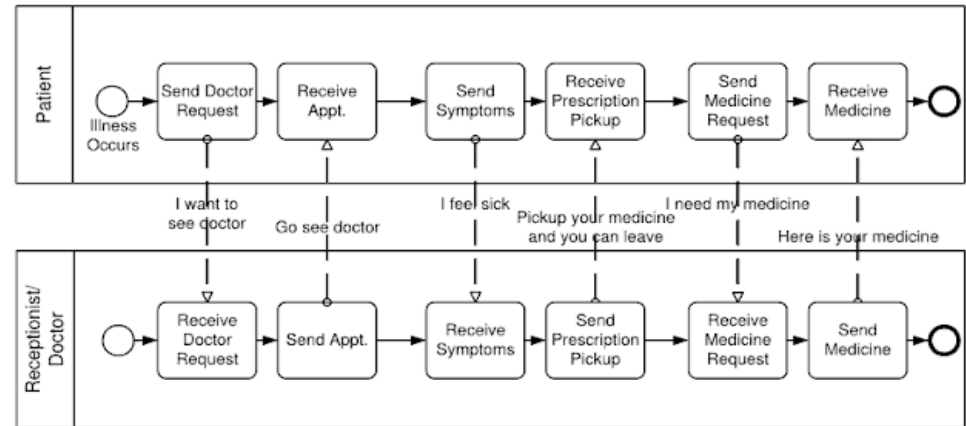 Patient
Illness
Occurs
Send Doctor
Request
Receive
Appt.
Send
Symptoms
Receive
Prescription
Pickup
Send
Medicine
Request
Receive
Medicine
I want to
see doctor
Go see doctor
I feel sick
Pickup your medicine
and you can leave
I need my medicine
Here is your medicine
Receptionist/
Doctor
Receive
Doctor
Request
Send Appt.
Receive
Symptoms
Send
Prescription
Pickup
Receive
Medicine
Request
Send
Medicine